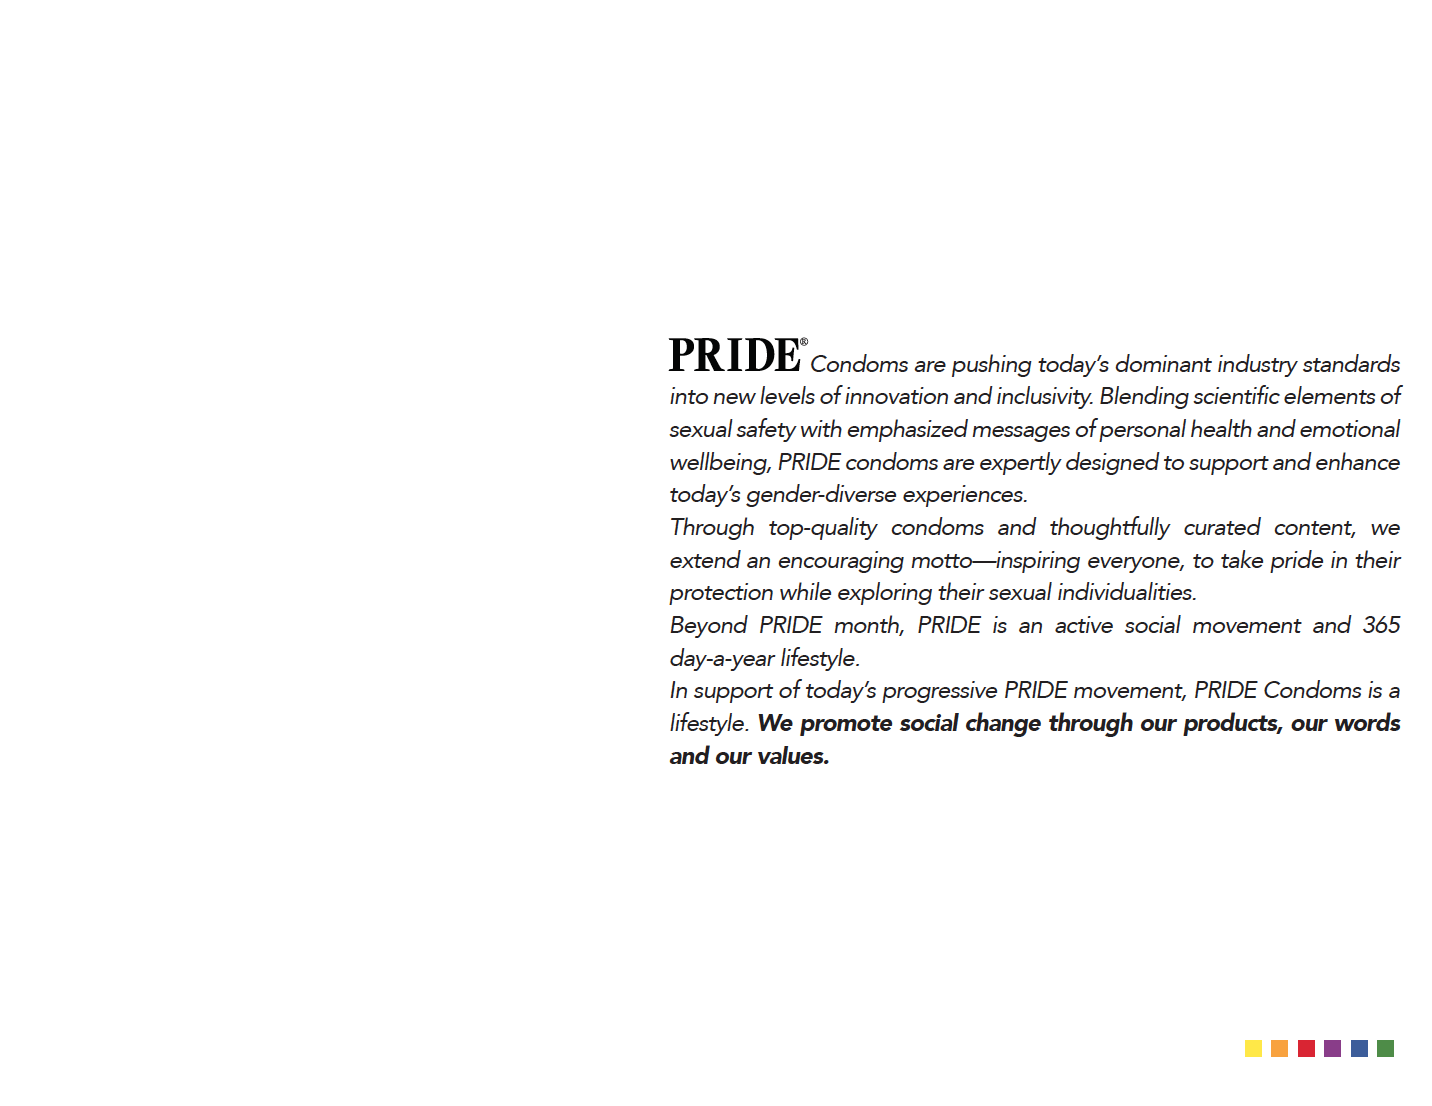 PRIDE® Condoms are pushing today’s dominant industry standards
into new levels of innovation and inclusivity. Blending scientific elements of
sexual safety with emphasized messages of personal health and emotional
wellbeing, PRIDE condoms are expertly designed to support and enhance
today’s gender-diverse experiences.
Through top-quality condoms and thoughtfully curated content, we
extend an encouraging motto—inspiring everyone, to take pride in their
protection while exploring their sexual individualities.
Beyond PRIDE month, PRIDE is an active social movement and 365
day-a-year lifestyle.
In support of today’s progressive PRIDE movement, PRIDE Condoms is a
lifestyle. We promote social change through our products, our words
and our values.